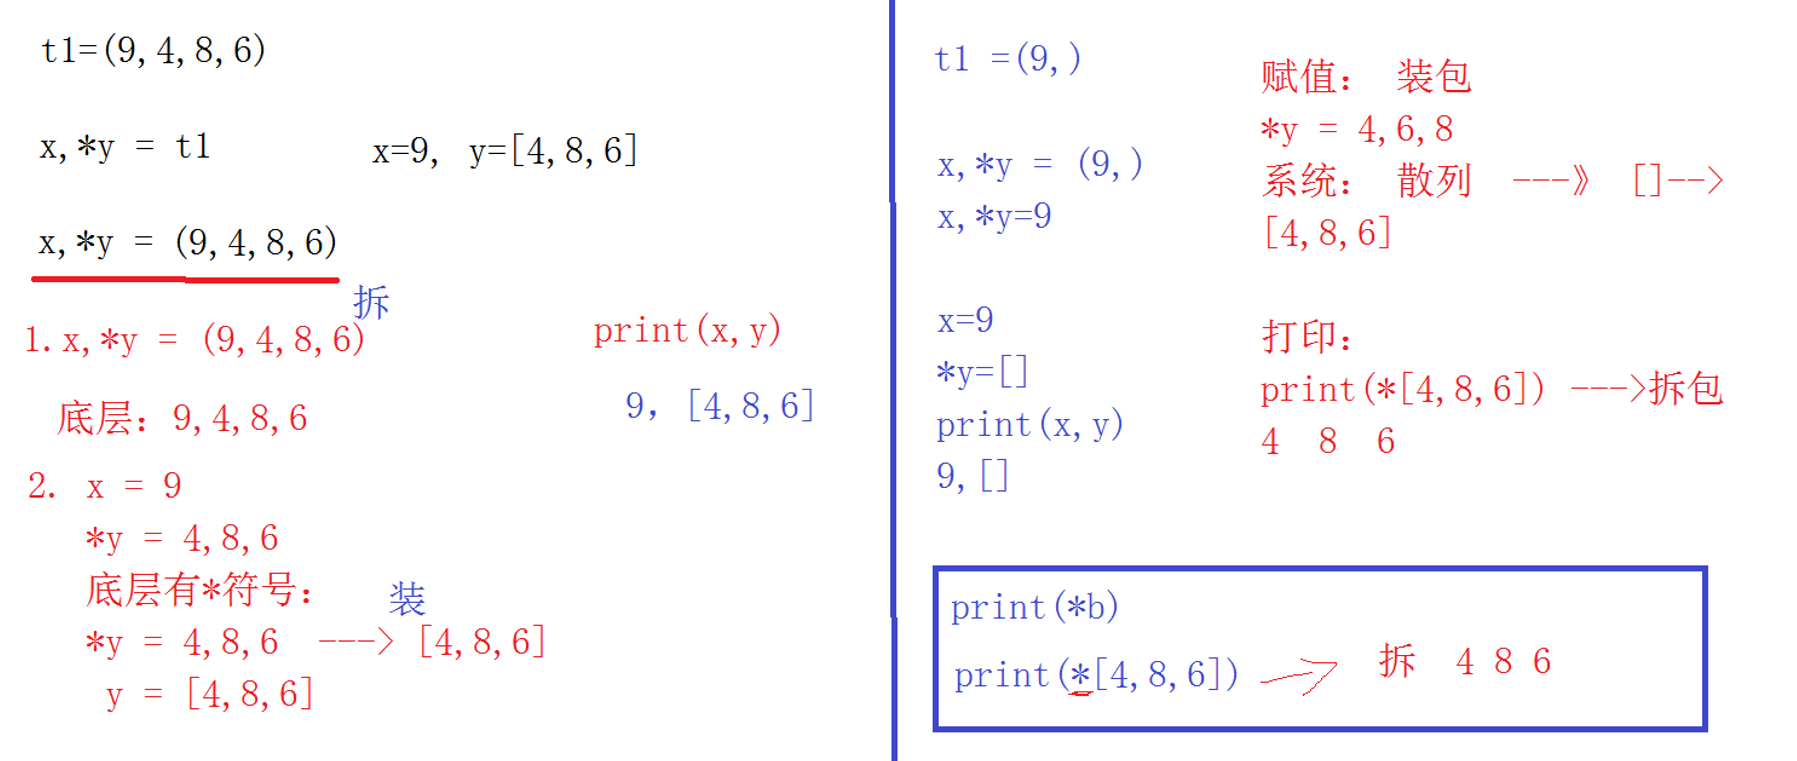 t1=(9,4,8,6)
x,*y = t1
x=9, y=[4,8,6]
x,*y = (9,4,8,6)
拆
1.x,*y = (9,4,8,6)
底层：9,4,8,6
print(x,y)
9, [4,8,6]
2. x = 9
*y = 4,8,6
底层有*符号：
装
*y = 4,8,6 ---> [4,8,6]
y = [4,8,6]
t1 =(9,)
x,*y = (9,)
x,*y=9
x=9
*y=[]
print(x,y)
9,[]
赋值： 装包
*y = 4,6,8
系统： 散列 ---》 []-->
[4,8,6]
打印：
print(*[4,8,6]) --->拆包
4 8 6
print(*b)
print(*[4,8,6])
拆 4 8 6